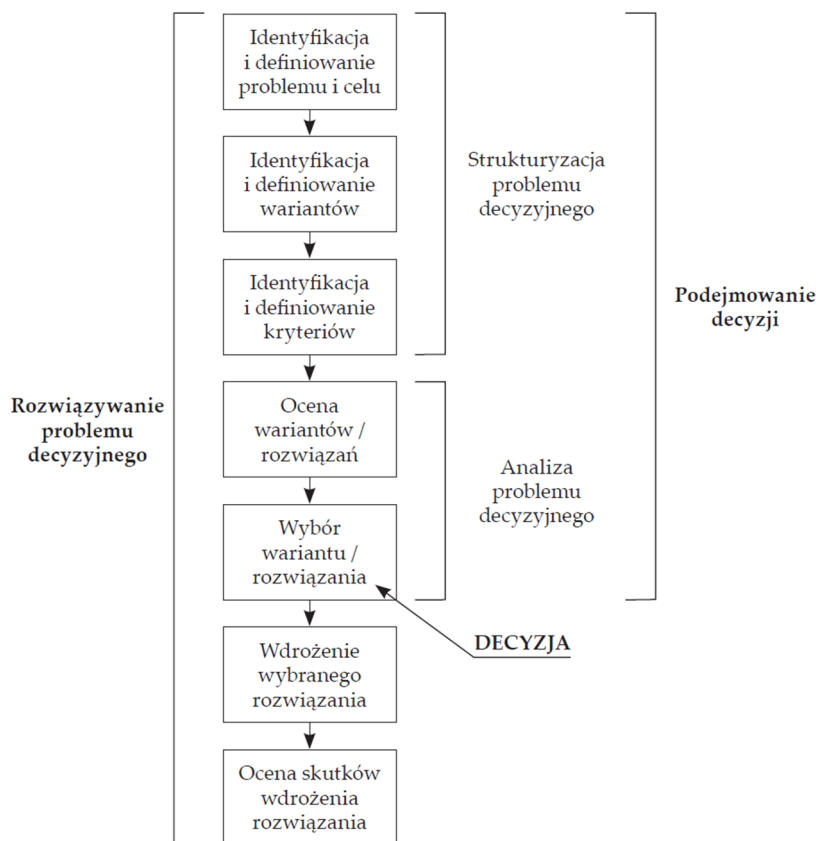 Identyfikacja
i definiowanie
problemu i celu
Identyfikacja
i definiowanie
wariantów
Strukturyzacja
problemu
decyzyjnego
Identyfikacja
i definiowanie
kryteriów
Podejmowanie
decyzji
Rozwiązywanie
problemu
decyzyjnego
Ocena
wariantów /
rozwiązań
Analiza
problemu
decyzyjnego
Wybór
wariantu /
rozwiązania
DECYZJA
Wdrożenie
wybranego
rozwiązania
Ocena skutków
wdrożenia
rozwiązania